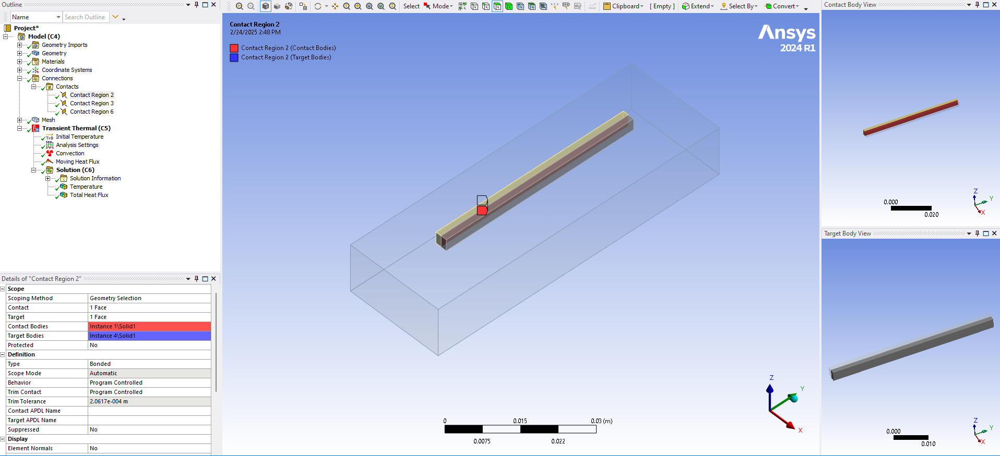 Outline
Name
Search Outline
Project*
Model (C4)
Geometry Imports
Geometry
Materials
Coordinate Systems
Connections
Contacts
Contact Region 2
Contact Region 3
Contact Region 6
Mesh
Transient Thermal (C5)
T=0
Initial Temperature
Analysis Settings
Convection
Moving Heat Flux
Solution (C6)
Solution Information
Temperature
Total Heat Flux
Details of "Contact Region 2"
Scope
Scoping Method Geometry Selection
Contact 1 Face
Target 1 Face
Contact Bodies Instance 1\Solid1
Target Bodies Instance 4\Solid1
Protected No
Definition
Type Bonded
Scope Mode Automatic
Behavior Program Controlled
Trim Contact Program Controlled
Trim Tolerance 2.0617e-004 m
Contact APDL Name
Target APDL Name
Suppressed No
Display
Element Normals No
Select Mode Clipboard [ Empty ] Extend Select By Convert
Contact Region 2
2/24/2025 2:48 PM
Contact Region 2 (Contact Bodies)
Contact Region 2 (Target Bodies)
Ansys
2024 R1
0 0.015 0.03 (m)
0.0075 0.022
Z
Y
X
Contact Body View
0.000
0.020
Z
Y
X
Target Body View
0.000
0.010
Z
Y
X